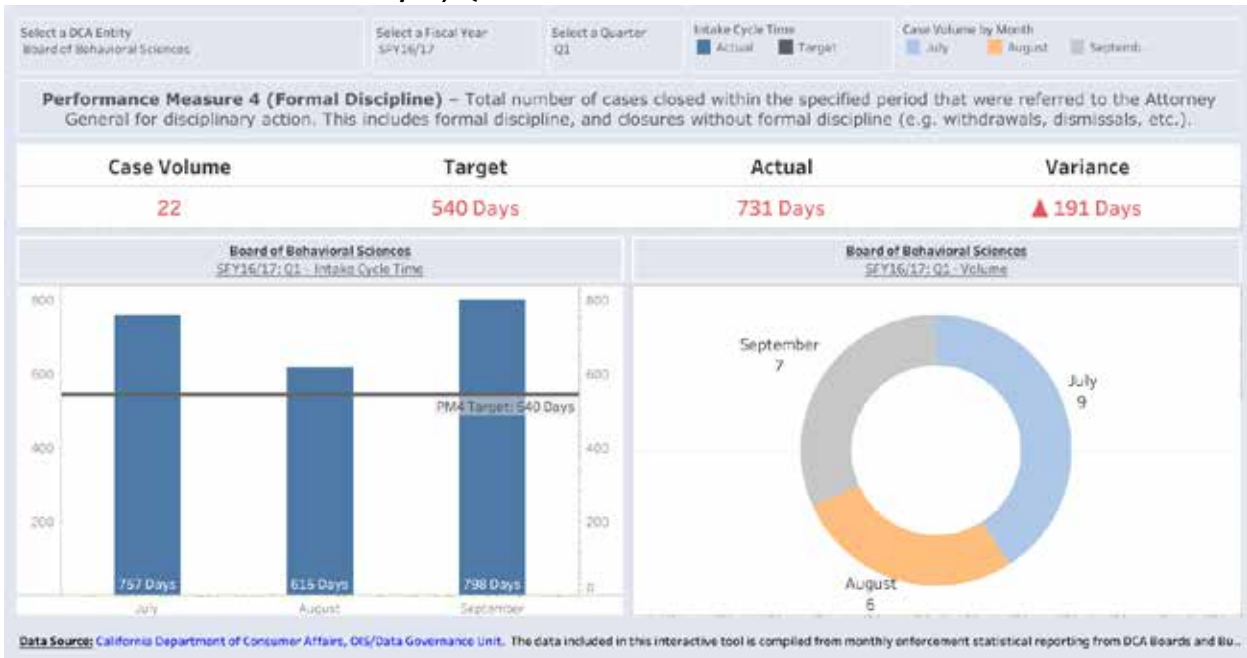 Select a DCA Entity
Board of Behavioral Sciences
Select a Fiscal Year
SFY16/17
Select a Quarter
Q1
Intake Cycle Time
Actual Target
Case Volume by Month
July August Septemb..
Performance Measure 4 (Formal Discipline) – Total number of cases closed within the specified period that were referred to the Attorney
General for disciplinary action. This includes formal discipline, and closures without formal discipline (e.g. withdrawals, dismissals, etc.).
Case Volume Target Actual Variance
22 540 Days 731 Days ▲ 191 Days
Board of Behavioral Sciences
SFY16/17: Q1 - Intake Cycle Time
800 800
600 600
PM4 Target: 540 Days
400 400
200 200
0
757 Days 615 Days 798 Days
July August September
Board of Behavioral Sciences
SFY16/17: Q1 - Volume
September
7
July
9
August
6
Data Source: California Department of Consumer Affairs, OIS/Data Governance Unit. The data included in this interactive tool is compiled from monthly enforcement statistical reporting from DCA Boards and Bu..